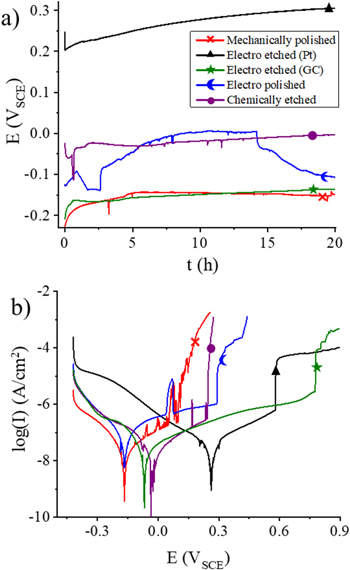 a)
0.3
0.2
0.1
0.0
-0.1
-0.2
E (V_SCE)
Mechanically polished
Electro etched (Pt)
Electro etched (GC)
Electro polished
Chemically etched
0 5 10 15 20
t (h)
b)
-2
-4
-6
-8
-10
log(I) (A/cm²)
-0.3 0.0 0.3 0.6 0.9
E (V_SCE)